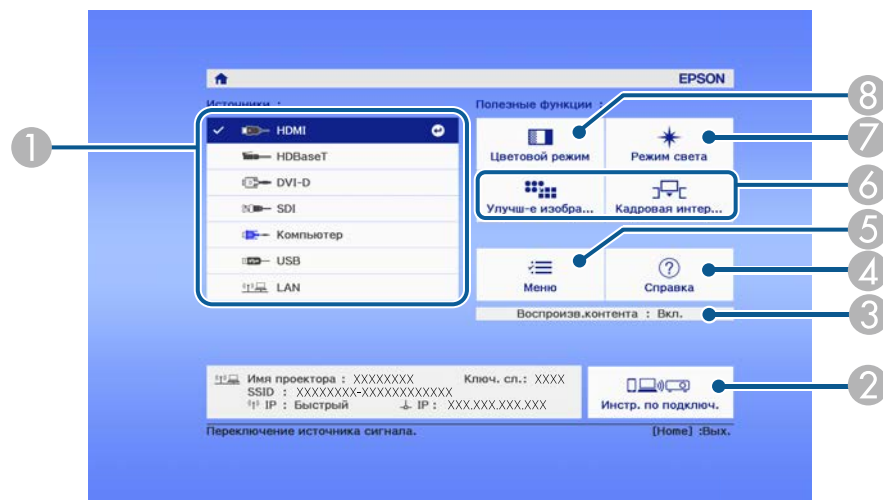 EPSON
Источники :
Полезные функции :
HDMI
HDBaseT
DVI-D
SDI
Компьютер
USB
LAN
Цветовой режим
Режим света
Улучш-е изобра...
Кадровая интер...
Меню
Справка
Воспроизв.контента : Вкл.
Имя проектора : XXXXXXXX Ключ. сл.: XXXX
SSID : XXXXXXXX-XXXXXXXXXXXX
IP : Быстрый IP : XXX.XXX.XXX.XXX
Инстр. по подключ.
Переключение источника сигнала.
[Home] :Вых.
1
8
7
6
5
4
3
2